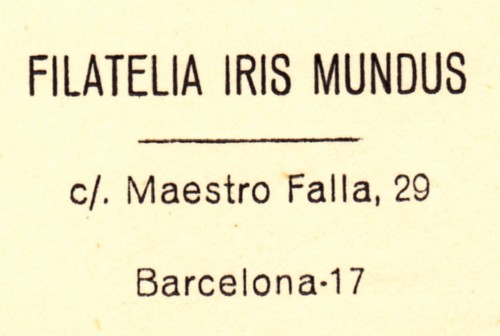 FILATELIA IRIS MUNDUS
c/. Maestro Falla, 29
Barcelona-17